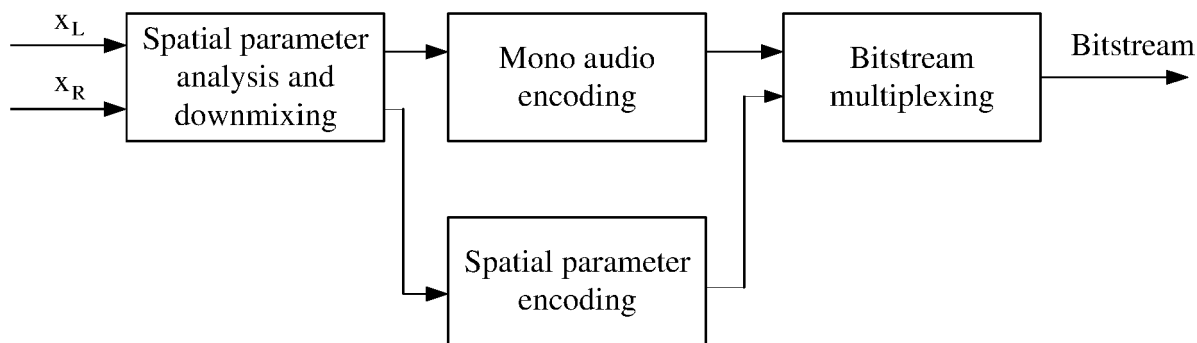 x_L
x_R
Spatial parameter
analysis and
downmixing
Mono audio
encoding
Bitstream
multiplexing
Bitstream
Spatial parameter
encoding